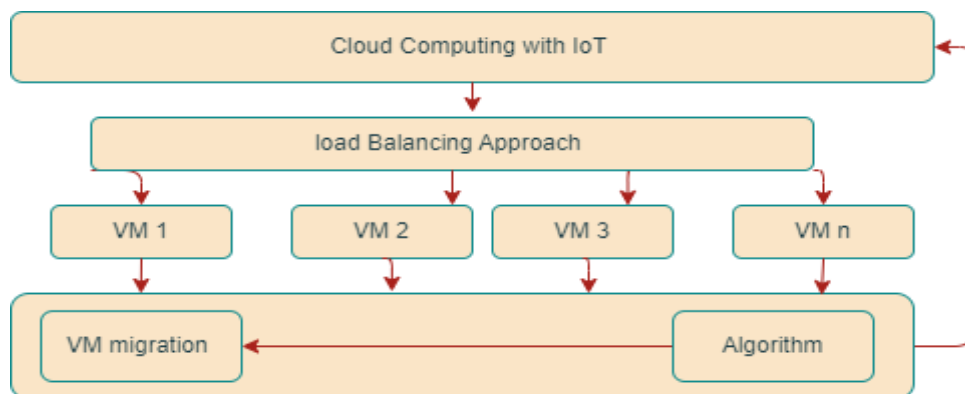 Cloud Computing with IoT
load Balancing Approach
VM 1
VM 2
VM 3
VM n
VM migration
Algorithm